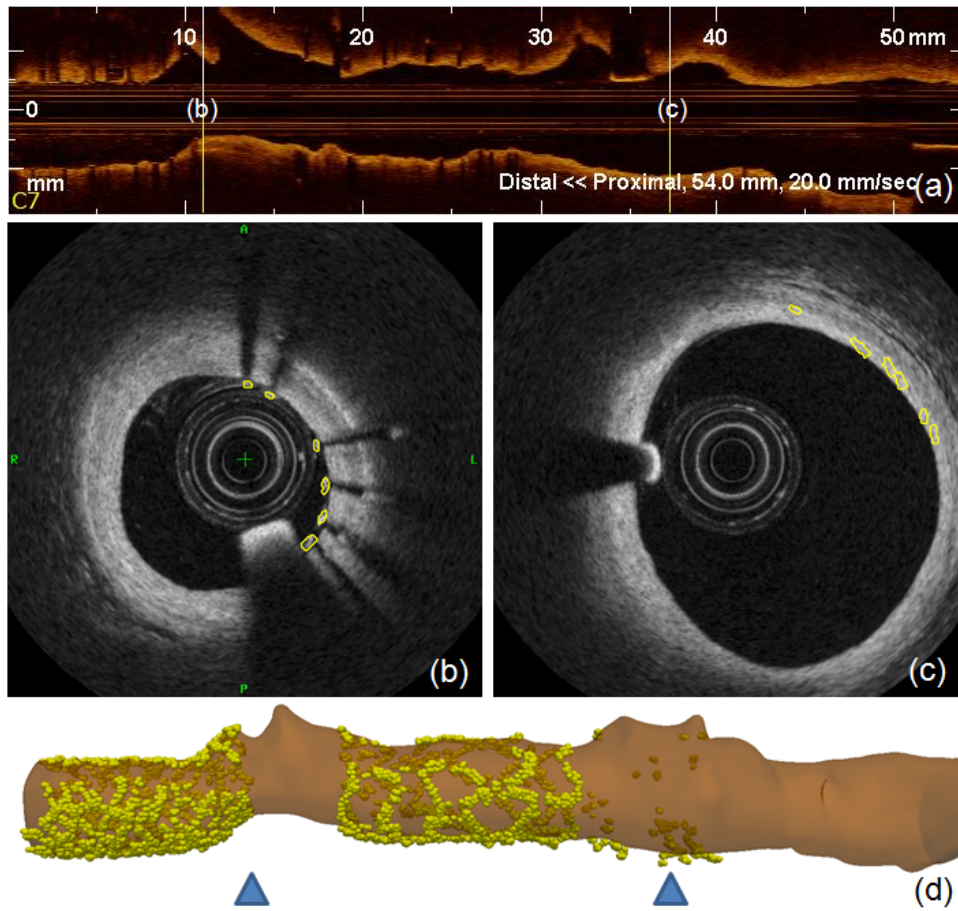 10 20 30 40 50 mm
0 (b) (c)
mm Distal << Proximal, 54.0 mm, 20.0 mm/sec (a)
C7
A
R L
P
(b) (c)
(d)